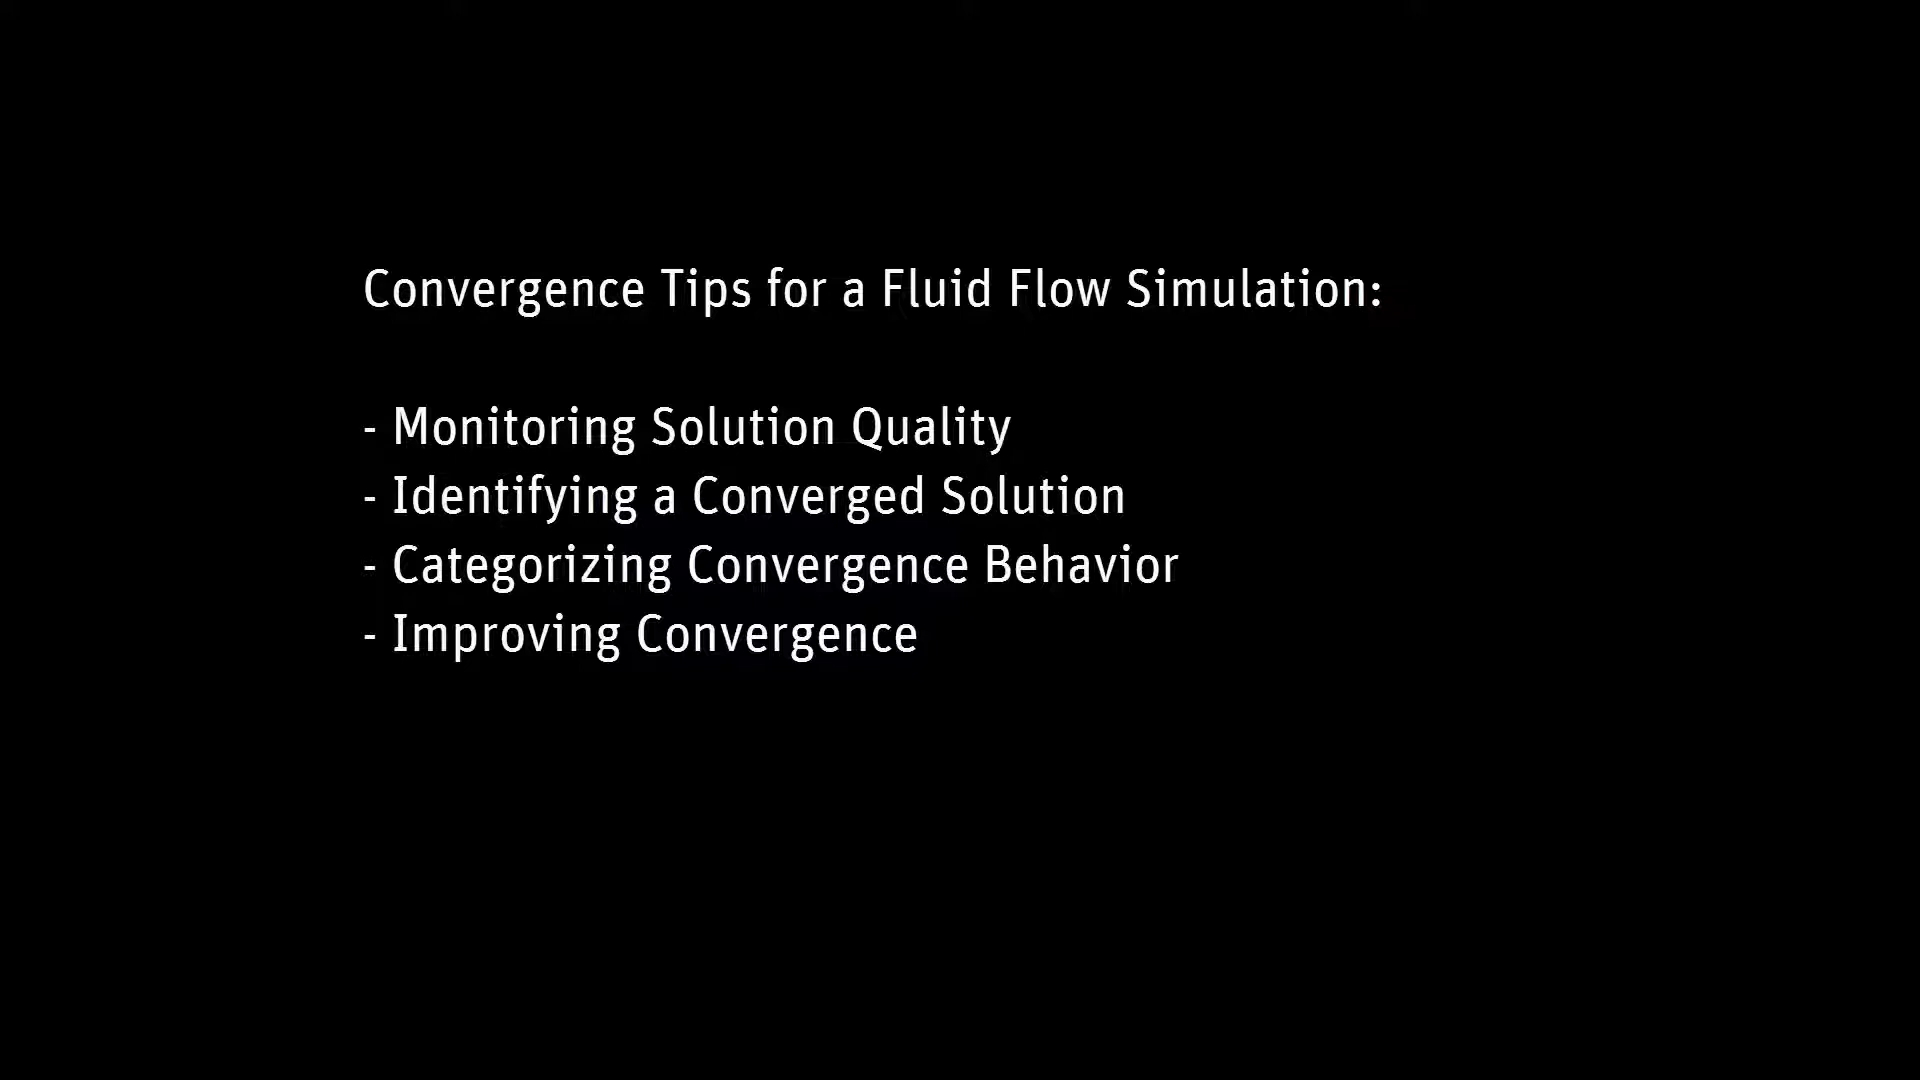 Convergence Tips for a Fluid Flow Simulation:
- Monitoring Solution Quality
- Identifying a Converged Solution
- Categorizing Convergence Behavior
- Improving Convergence